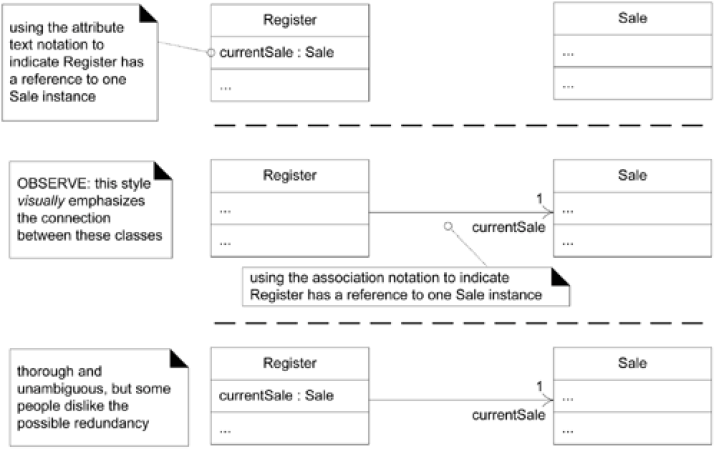 using the attribute
text notation to
indicate Register has
a reference to one
Sale instance
Register
currentSale : Sale
...
Sale
...
...
OBSERVE: this style
visually emphasizes
the connection
between these classes
Register
...
...
1
currentSale
Sale
...
...
using the association notation to indicate
Register has a reference to one Sale instance
thorough and
unambiguous, but some
people dislike the
possible redundancy
Register
currentSale : Sale
...
1
currentSale
Sale
...
...